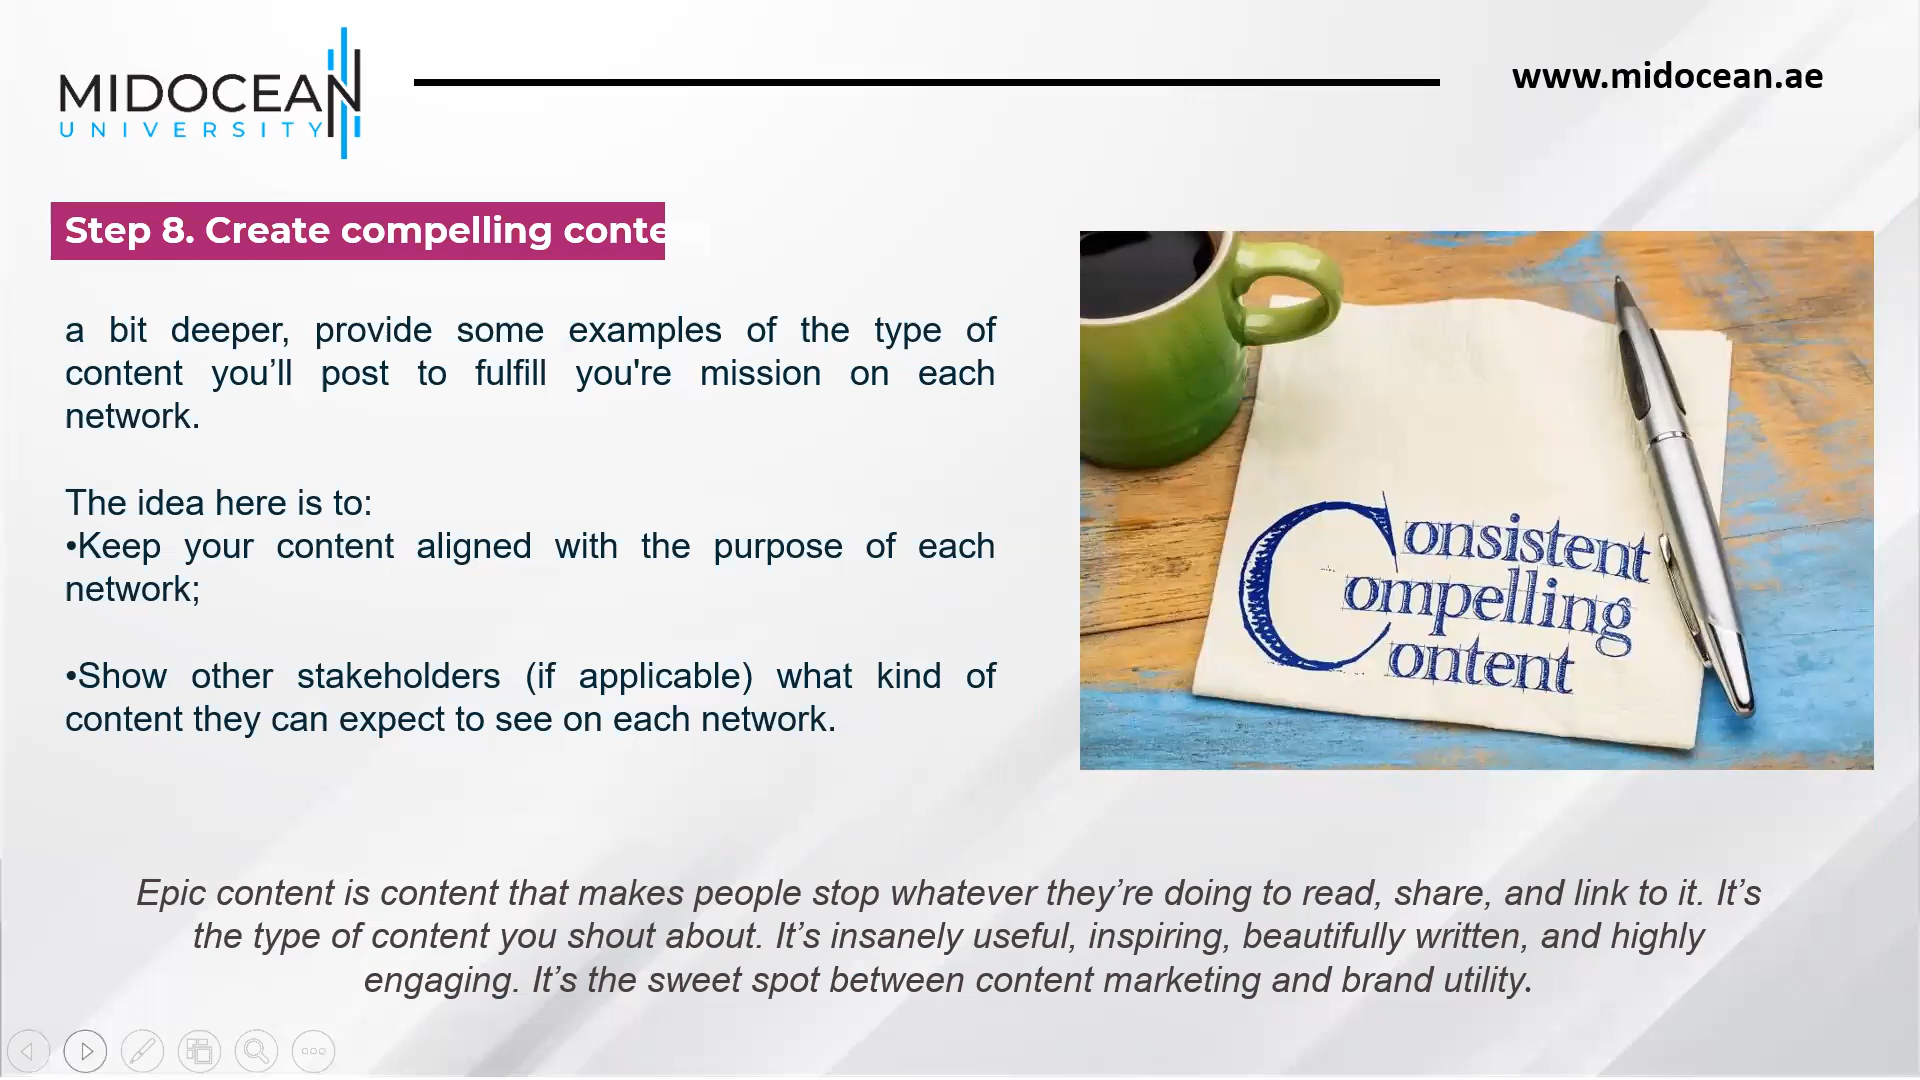 MIDOCEAN
UNIVERSITY
www.midocean.ae
Step 8. Create compelling conte
a bit deeper, provide some examples of the type of
content you’ll post to fulfill you're mission on each
network.
The idea here is to:
•Keep your content aligned with the purpose of each
network;
•Show other stakeholders (if applicable) what kind of
content they can expect to see on each network.
Consistent
Compelling
Content
Epic content is content that makes people stop whatever they’re doing to read, share, and link to it. It’s
the type of content you shout about. It’s insanely useful, inspiring, beautifully written, and highly
engaging. It’s the sweet spot between content marketing and brand utility.